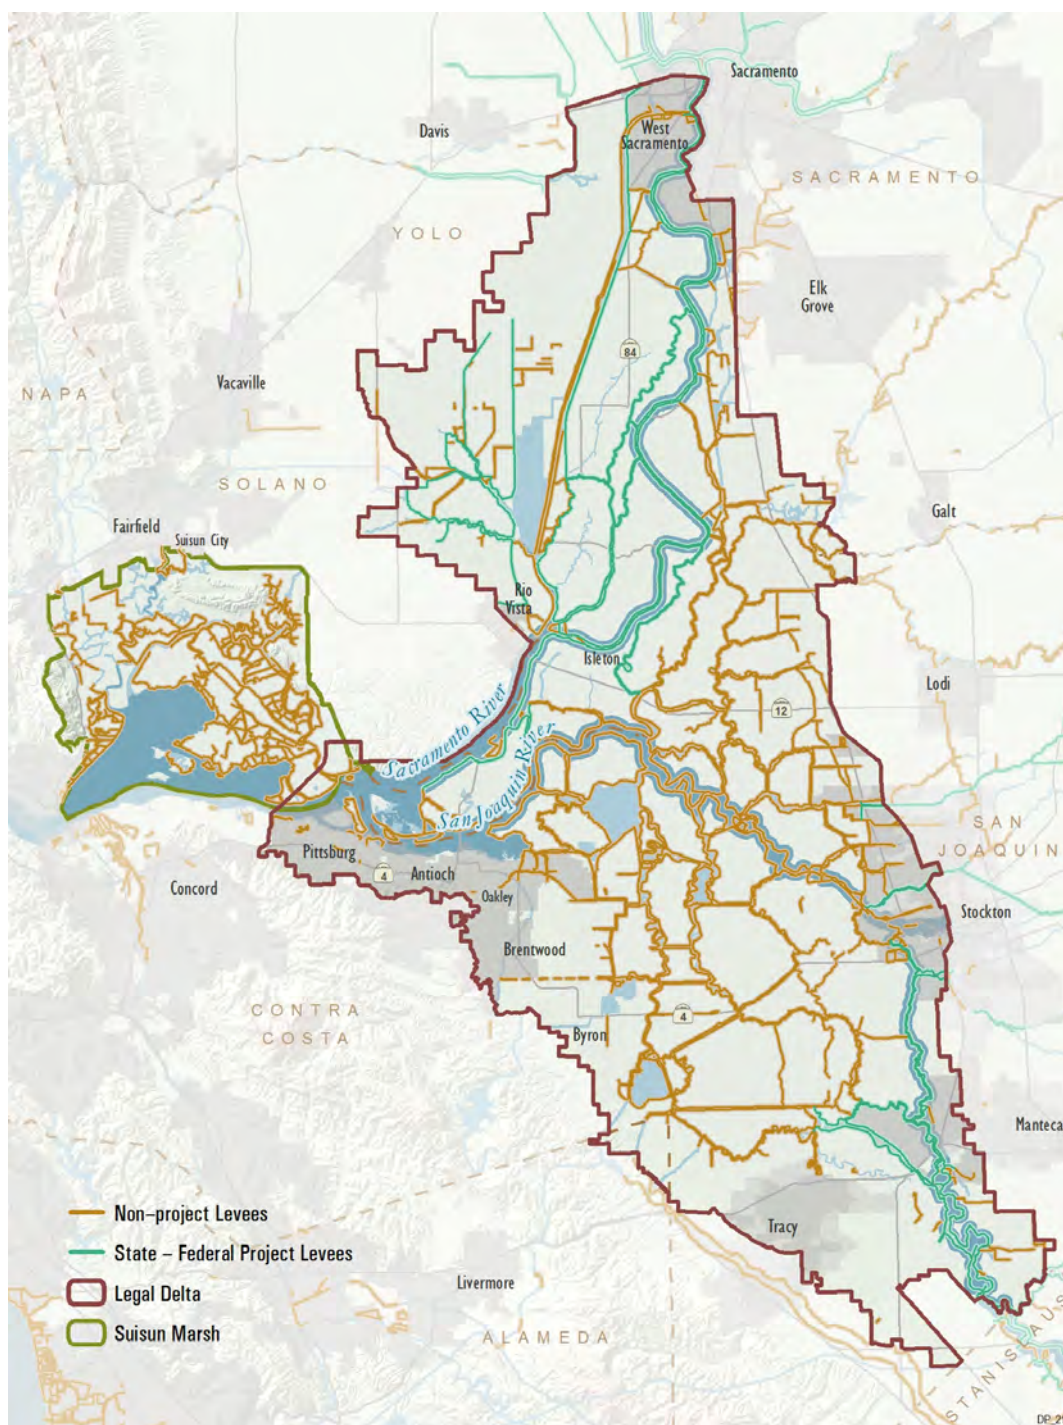 Sacramento
Davis
West
Sacramento
SACRAMENTO
YOLO
Elk
Grove
84
Vacaville
NAPA
SOLANO
Galt
Fairfield
Suisun City
Rio
Vista
Isleton
Lodi
12
Sacramento River
San Joaquin River
SAN
JOAQUIN
Pittsburg
4
Antioch
Concord
Oakley
Stockton
Brentwood
CONTRA
COSTA
4
Byron
Manteca
Non-project Levees
State – Federal Project Levees
Legal Delta
Suisun Marsh
Tracy
Livermore
ALAMEDA
STANISLAUS